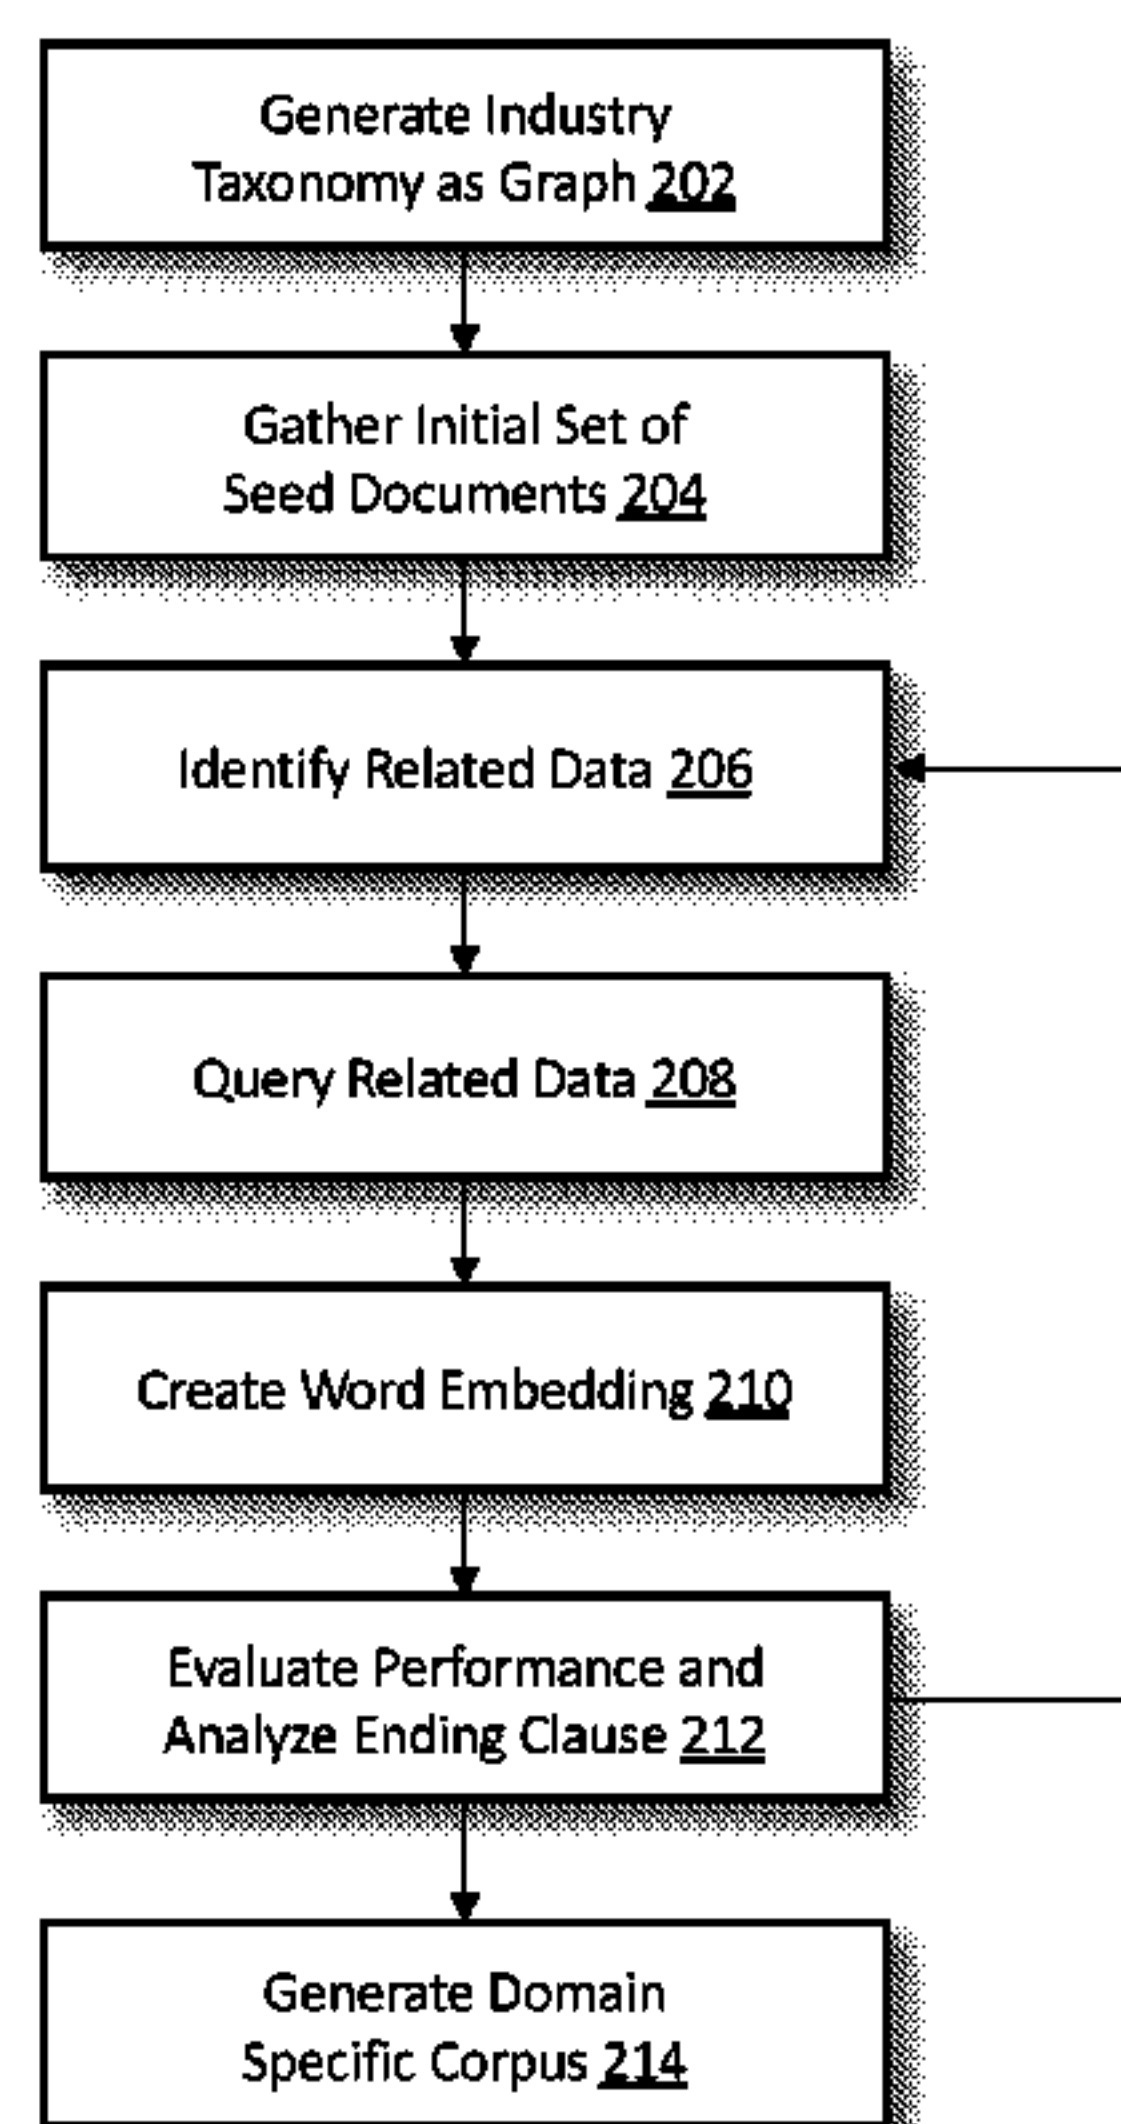 Generate Industry
Taxonomy as Graph 202
Gather Initial Set of
Seed Documents 204
Identify Related Data 206
Query Related Data 208
Create Word Embedding 210
Evaluate Performance and
Analyze Ending Clause 212
Generate Domain
Specific Corpus 214